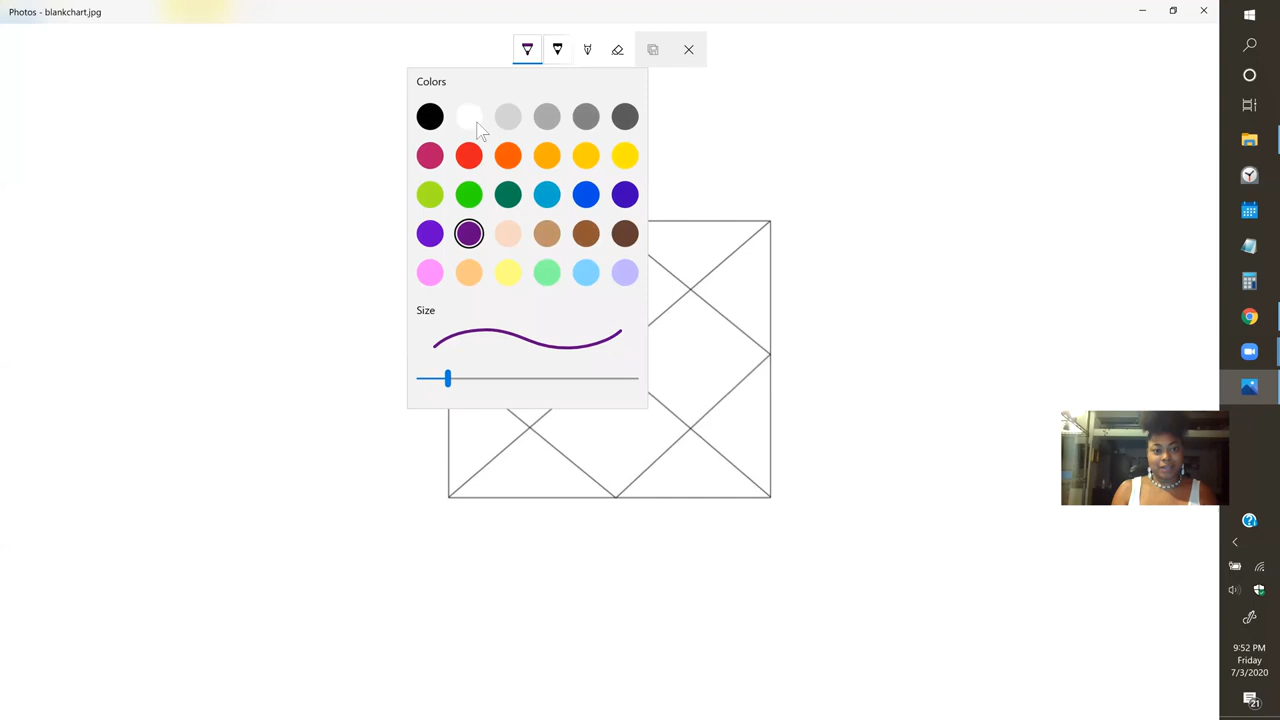 Photos - blankchart.jpg
Colors
Size
9:52 PM
Friday
7/3/2020
21